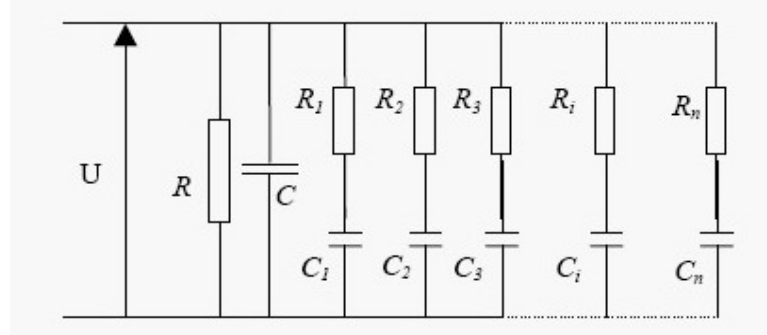 R₁ R₂ R₃ Rᵢ Rₙ
U R C
C₁ C₂ C₃ Cᵢ Cₙ